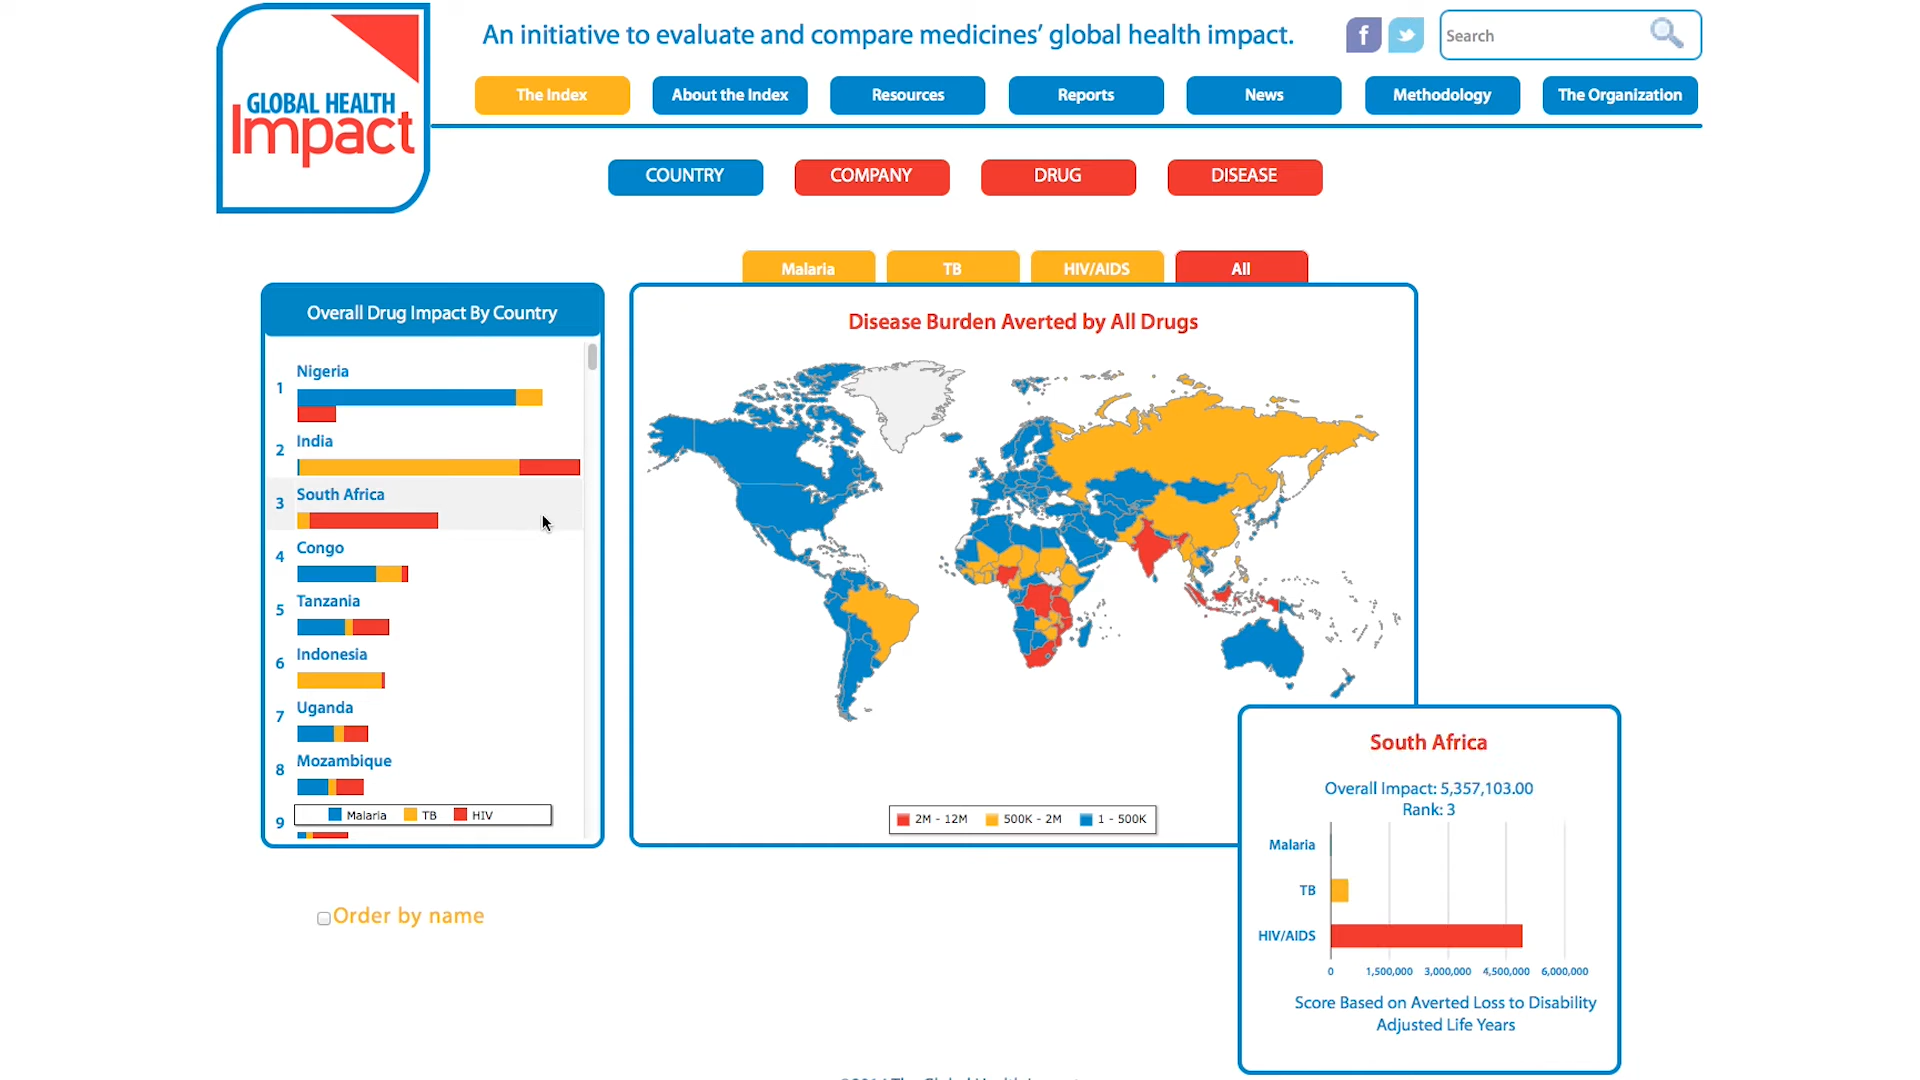 GLOBAL HEALTH
Impact
An initiative to evaluate and compare medicines’ global health impact.
f
Search
The Index
About the Index
Resources
Reports
News
Methodology
The Organization
COUNTRY
COMPANY
DRUG
DISEASE
Malaria
TB
HIV/AIDS
All
Overall Drug Impact By Country
1 Nigeria
2 India
3 South Africa
4 Congo
5 Tanzania
6 Indonesia
7 Uganda
8 Mozambique
9
Malaria TB HIV
Order by name
Disease Burden Averted by All Drugs
2M - 12M 500K - 2M 1 - 500K
South Africa
Overall Impact: 5,357,103.00
Rank: 3
Malaria
TB
HIV/AIDS
0 1,500,000 3,000,000 4,500,000 6,000,000
Score Based on Averted Loss to Disability
Adjusted Life Years